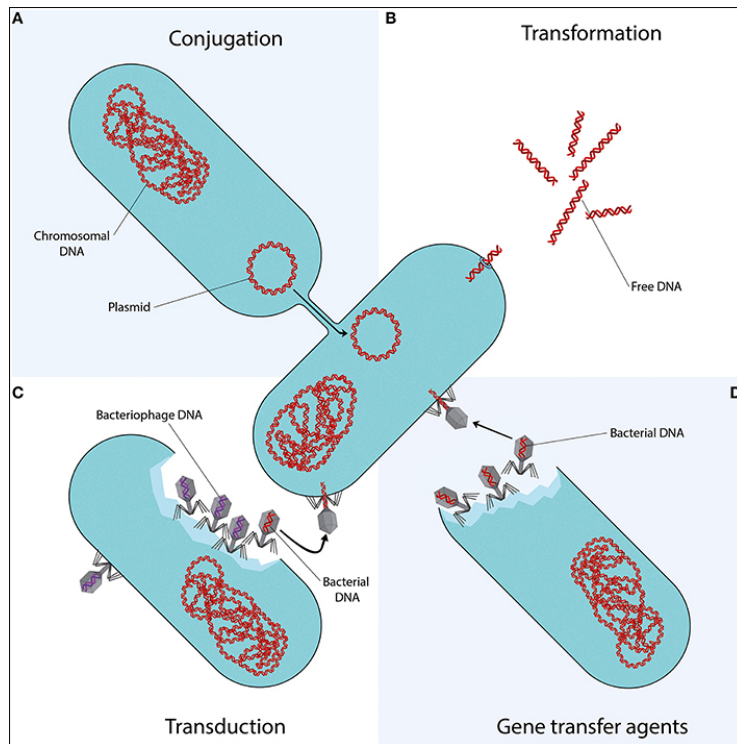 A
Conjugation
Chromosomal
DNA
Plasmid
B
Transformation
Free DNA
C
Bacteriophage DNA
Bacterial
DNA
Transduction
D
Bacterial DNA
Gene transfer agents